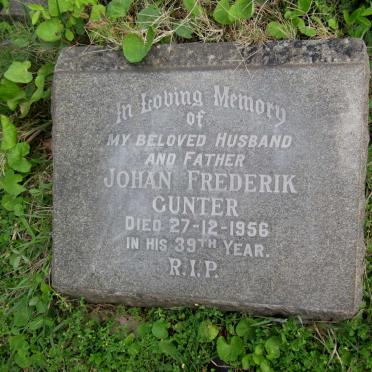 In Loving Memory
of
MY BELOVED HUSBAND
AND FATHER
JOHAN FREDERIK
GUNTER
DIED 27-12-1956
IN HIS 39TH YEAR.
R.I.P.